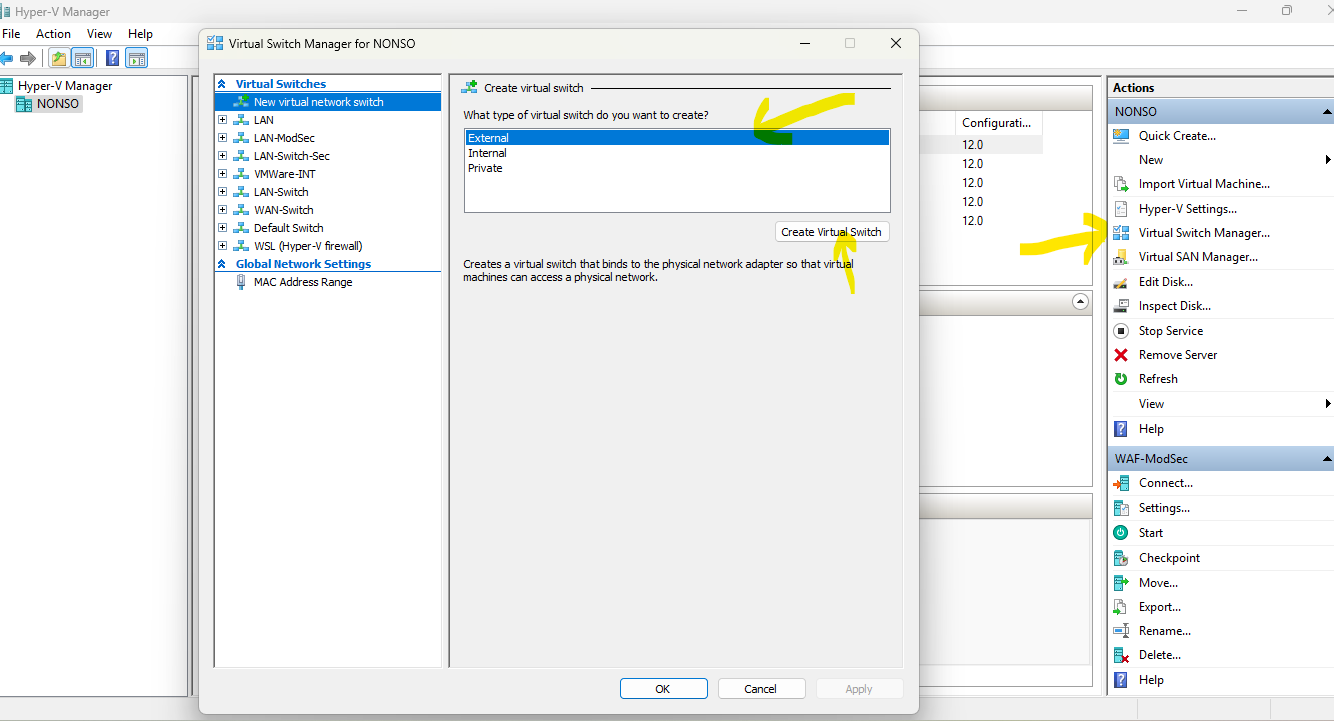 Hyper-V Manager
File Action View Help
Hyper-V Manager
NONSO
Virtual Switch Manager for NONSO
Virtual Switches
New virtual network switch
LAN
LAN-ModSec
LAN-Switch-Sec
VMWare-INT
LAN-Switch
WAN-Switch
Default Switch
WSL (Hyper-V firewall)
Global Network Settings
MAC Address Range
Create virtual switch
What type of virtual switch do you want to create?
External
Internal
Private
Create Virtual Switch
Creates a virtual switch that binds to the physical network adapter so that virtual
machines can access a physical network.
OK Cancel Apply
Configurati...
12.0
12.0
12.0
12.0
12.0
Actions
NONSO
Quick Create...
New
Import Virtual Machine...
Hyper-V Settings...
Virtual Switch Manager...
Virtual SAN Manager...
Edit Disk...
Inspect Disk...
Stop Service
Remove Server
Refresh
View
Help
WAF-ModSec
Connect...
Settings...
Start
Checkpoint
Move...
Export...
Rename...
Delete...
Help